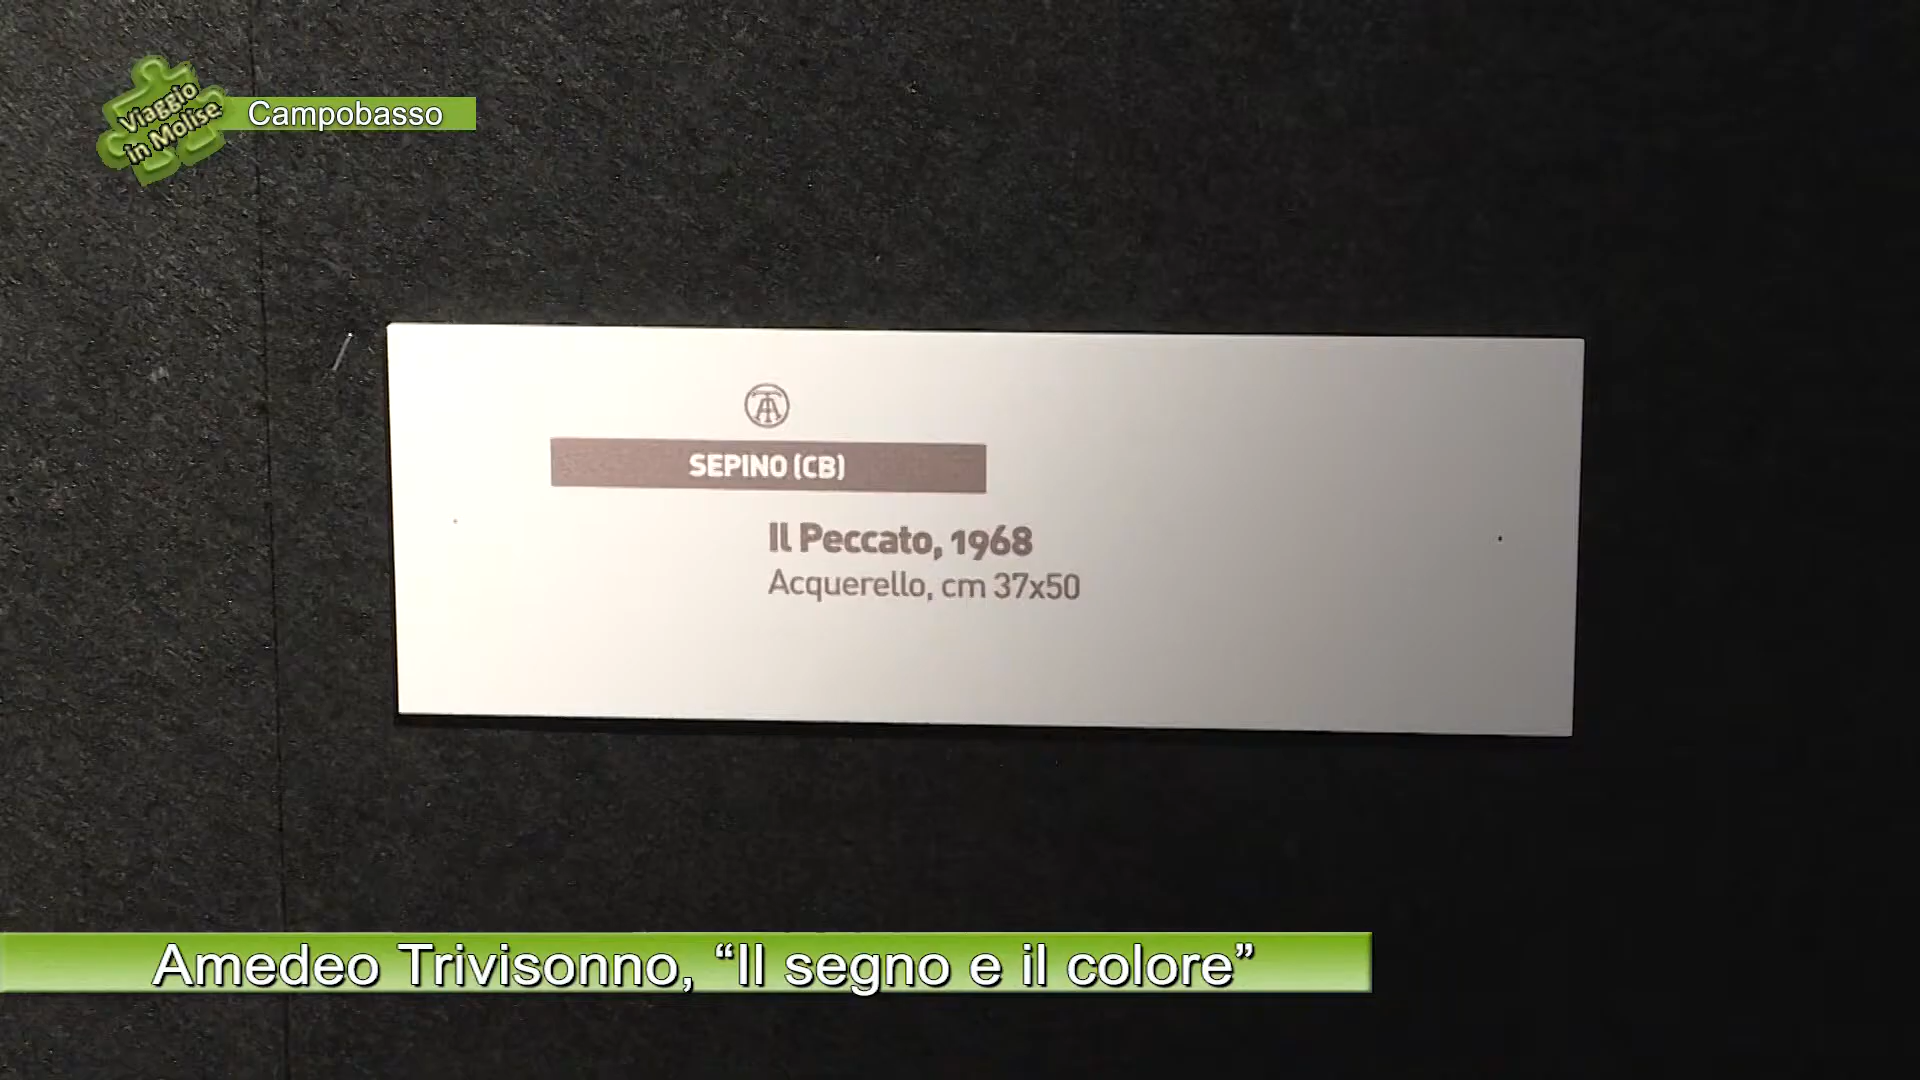 Viaggio
in Molise
Campobasso
SEPINO (CB)
Il Peccato, 1968
Acquerello, cm 37x50
Amedeo Trivisonno, “Il segno e il colore”